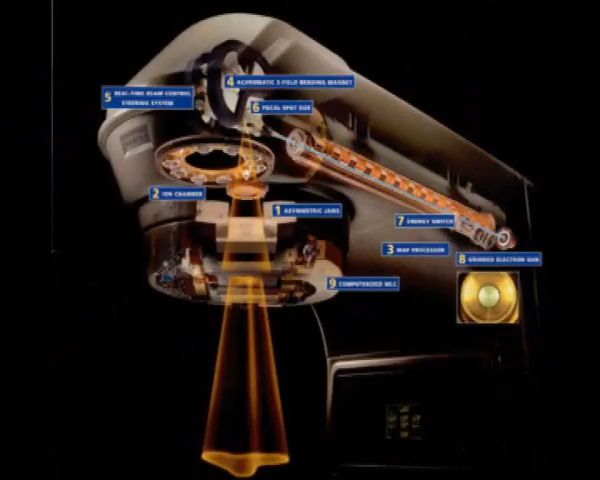 4 ACHROMATIC 3-FIELD BENDING MAGNET
5 REAL-TIME BEAM CONTROL
STEERING SYSTEM
6 FOCAL SPOT SIZE
2 ION CHAMBER
1 ASYMMETRIC JAWS
7 ENERGY SWITCH
3 MAP PROCESSOR
8 GRIDDED ELECTRON GUN
9 COMPUTERIZED MLC